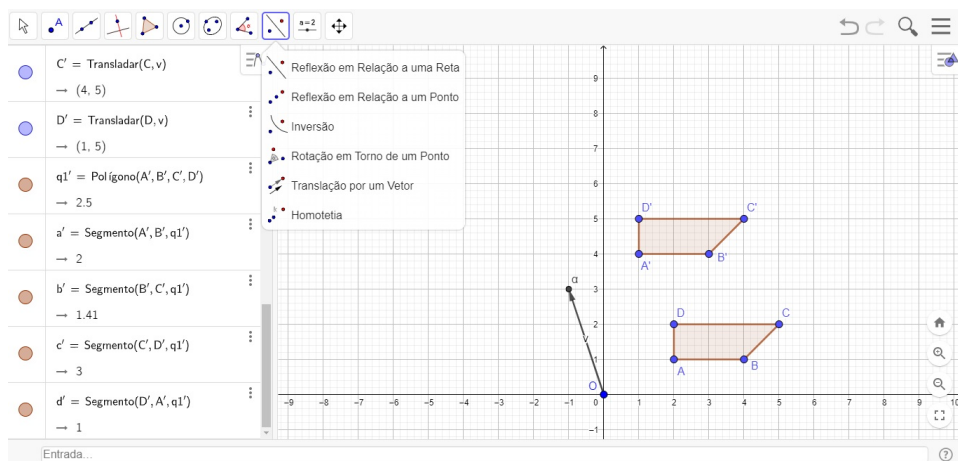 A
a=2
C′ = Transladar(C, v)
→ (4, 5)
D′ = Transladar(D, v)
→ (1, 5)
q1′ = Polígono(A′, B′, C′, D′)
→ 2.5
a′ = Segmento(A′, B′, q1′)
→ 2
b′ = Segmento(B′, C′, q1′)
→ 1.41
c′ = Segmento(C′, D′, q1′)
→ 3
d′ = Segmento(D′, A′, q1′)
→ 1
Entrada...
Reflexão em Relação a uma Reta
Reflexão em Relação a um Ponto
Inversão
Rotação em Torno de um Ponto
Translação por um Vetor
Homotetia
9
8
7
6
5
4
3
2
1
−1
D′ C′
A′ B′
α
v
D C
A B
O
−9 −8 −7 −6 −5 −4 −3 −2 −1 0 1 2 3 4 5 6 7 8 9 10